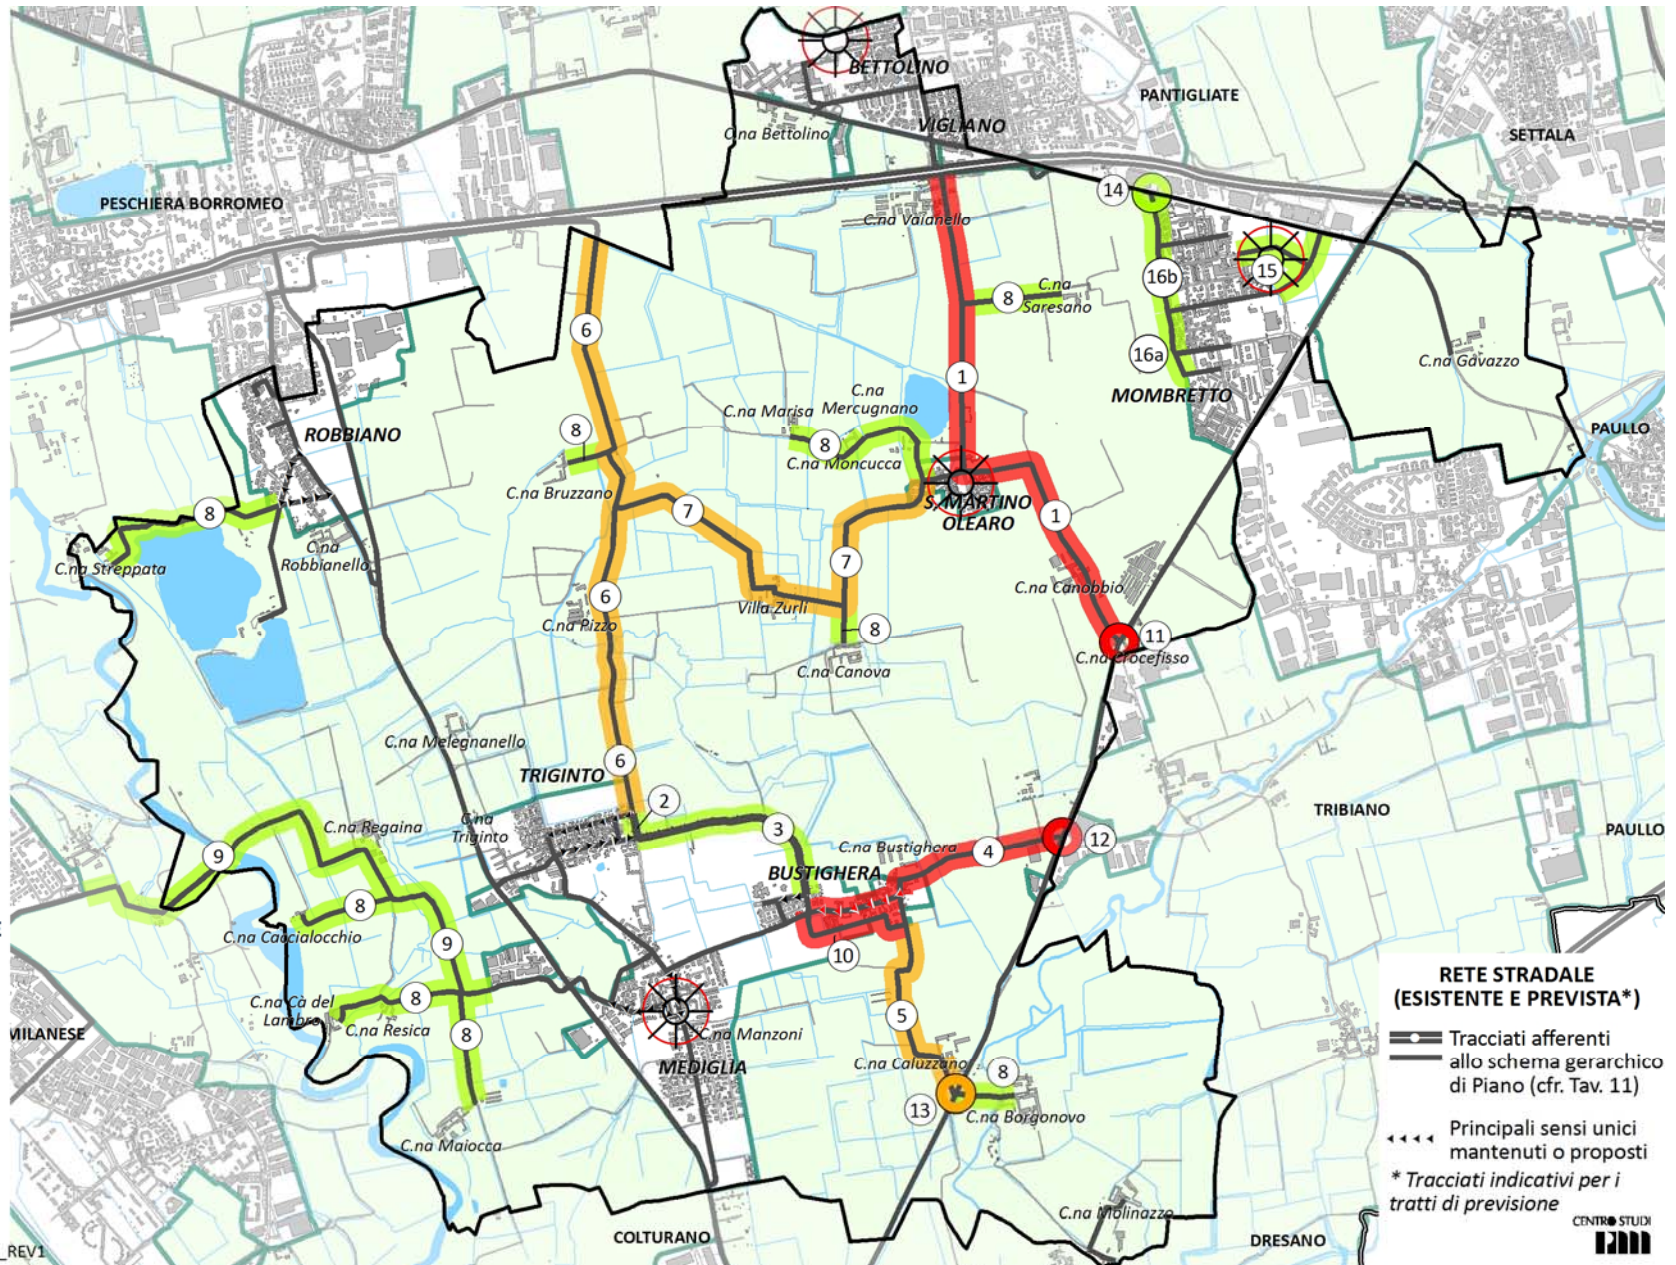 BETTOLINO
PANTIGLIATE
VIGLIANO
C.na Bettolino
SETTALA
14
PESCHIERA BORROMEO
C.na Vaianello
15
16b
8
C.na
Saresano
6
16a
C.na Gavazzo
1
C.na
Mercugnano
MOMBRETTO
C.na Marisa
PAULLO
8
ROBBIANO
8
C.na Moncucca
C.na Bruzzano
S. MARTINO
OLEARO
8
7
1
C.na
Robbianello
C.na Streppata
7
C.na Canobbio
6
Villa Zurli
C.na Pizzo
8
11
C.na Crocefisso
C.na Canova
C.na Melegnanello
6
TRIGINTO
2
TRIBIANO
C.na
Triginto
C.na Regaina
3
PAULLO
12
9
C.na Bustighera
4
BUSTIGHERA
8
C.na Caccialocchio
9
10
RETE STRADALE
(ESISTENTE E PREVISTA*)
C.na Cà del
Lambro
8
C.na Resica
5
MILANESE
8
C.na Manzoni
Tracciati afferenti
allo schema gerarchico
di Piano (cfr. Tav. 11)
MEDIGLIA
C.na Caluzzano
8
13
C.na Borgonovo
C.na Maiocca
Principali sensi unici
mantenuti o proposti
* Tracciati indicativi per i
tratti di previsione
C.na Molinazzo
CENTRO STUDI
PIM
COLTURANO
DRESANO
_REV1